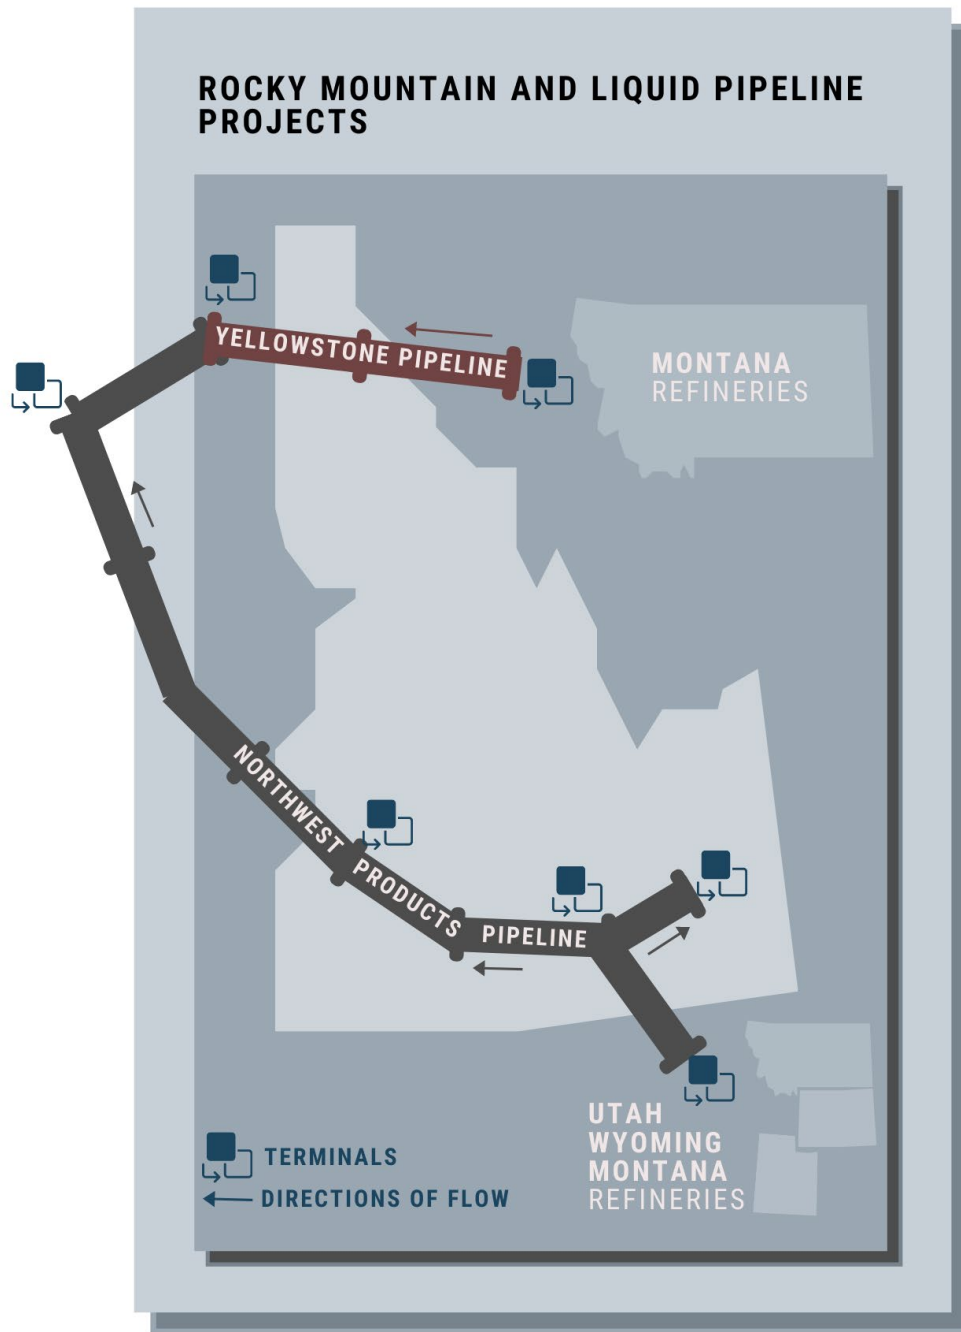 ROCKY MOUNTAIN AND LIQUID PIPELINE
PROJECTS
YELLOWSTONE PIPELINE
MONTANA
REFINERIES
NORTHWEST PRODUCTS PIPELINE
UTAH
WYOMING
MONTANA
REFINERIES
TERMINALS
DIRECTIONS OF FLOW